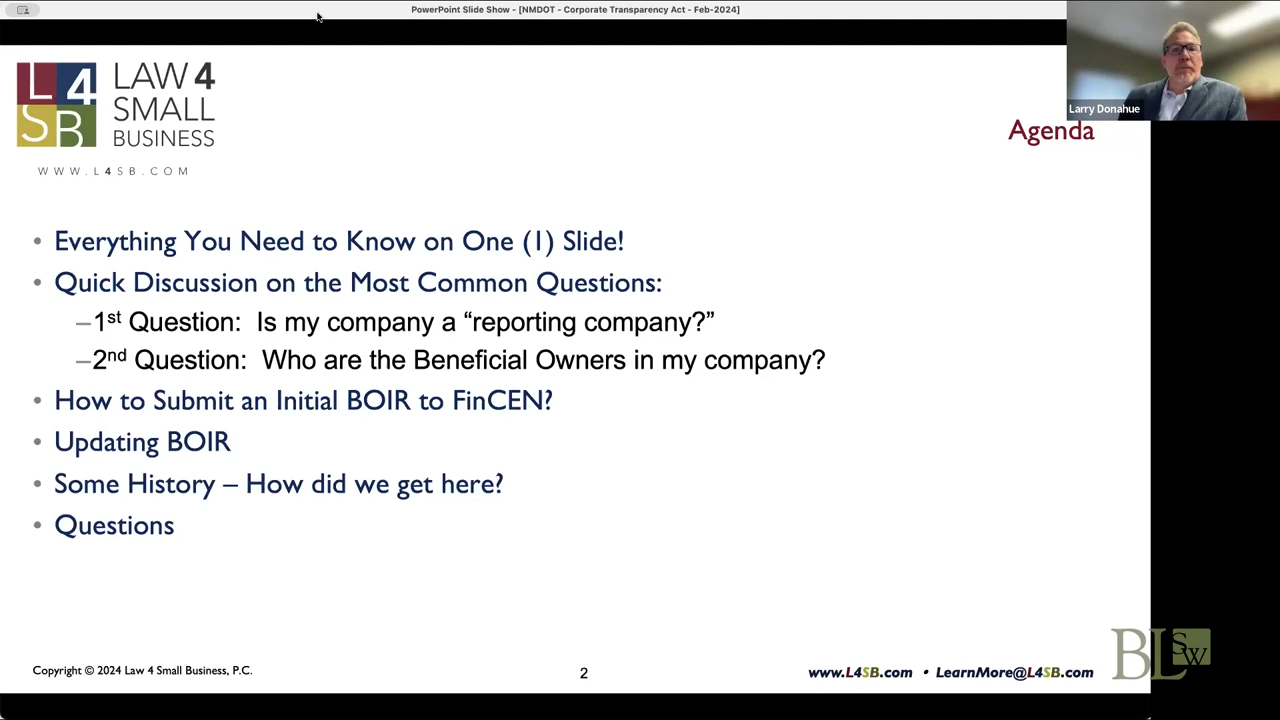 PowerPoint Slide Show - [NMDOT - Corporate Transparency Act - Feb-2024]
Larry Donahue
L4
SB
LAW 4
SMALL
BUSINESS
WWW.L4SB.COM
Agenda
• Everything You Need to Know on One (1) Slide!
• Quick Discussion on the Most Common Questions:
–1st Question: Is my company a “reporting company?”
–2nd Question: Who are the Beneficial Owners in my company?
• How to Submit an Initial BOIR to FinCEN?
• Updating BOIR
• Some History – How did we get here?
• Questions
Copyright © 2024 Law 4 Small Business, P.C.
2
www.L4SB.com • LearnMore@L4SB.com
BLSW